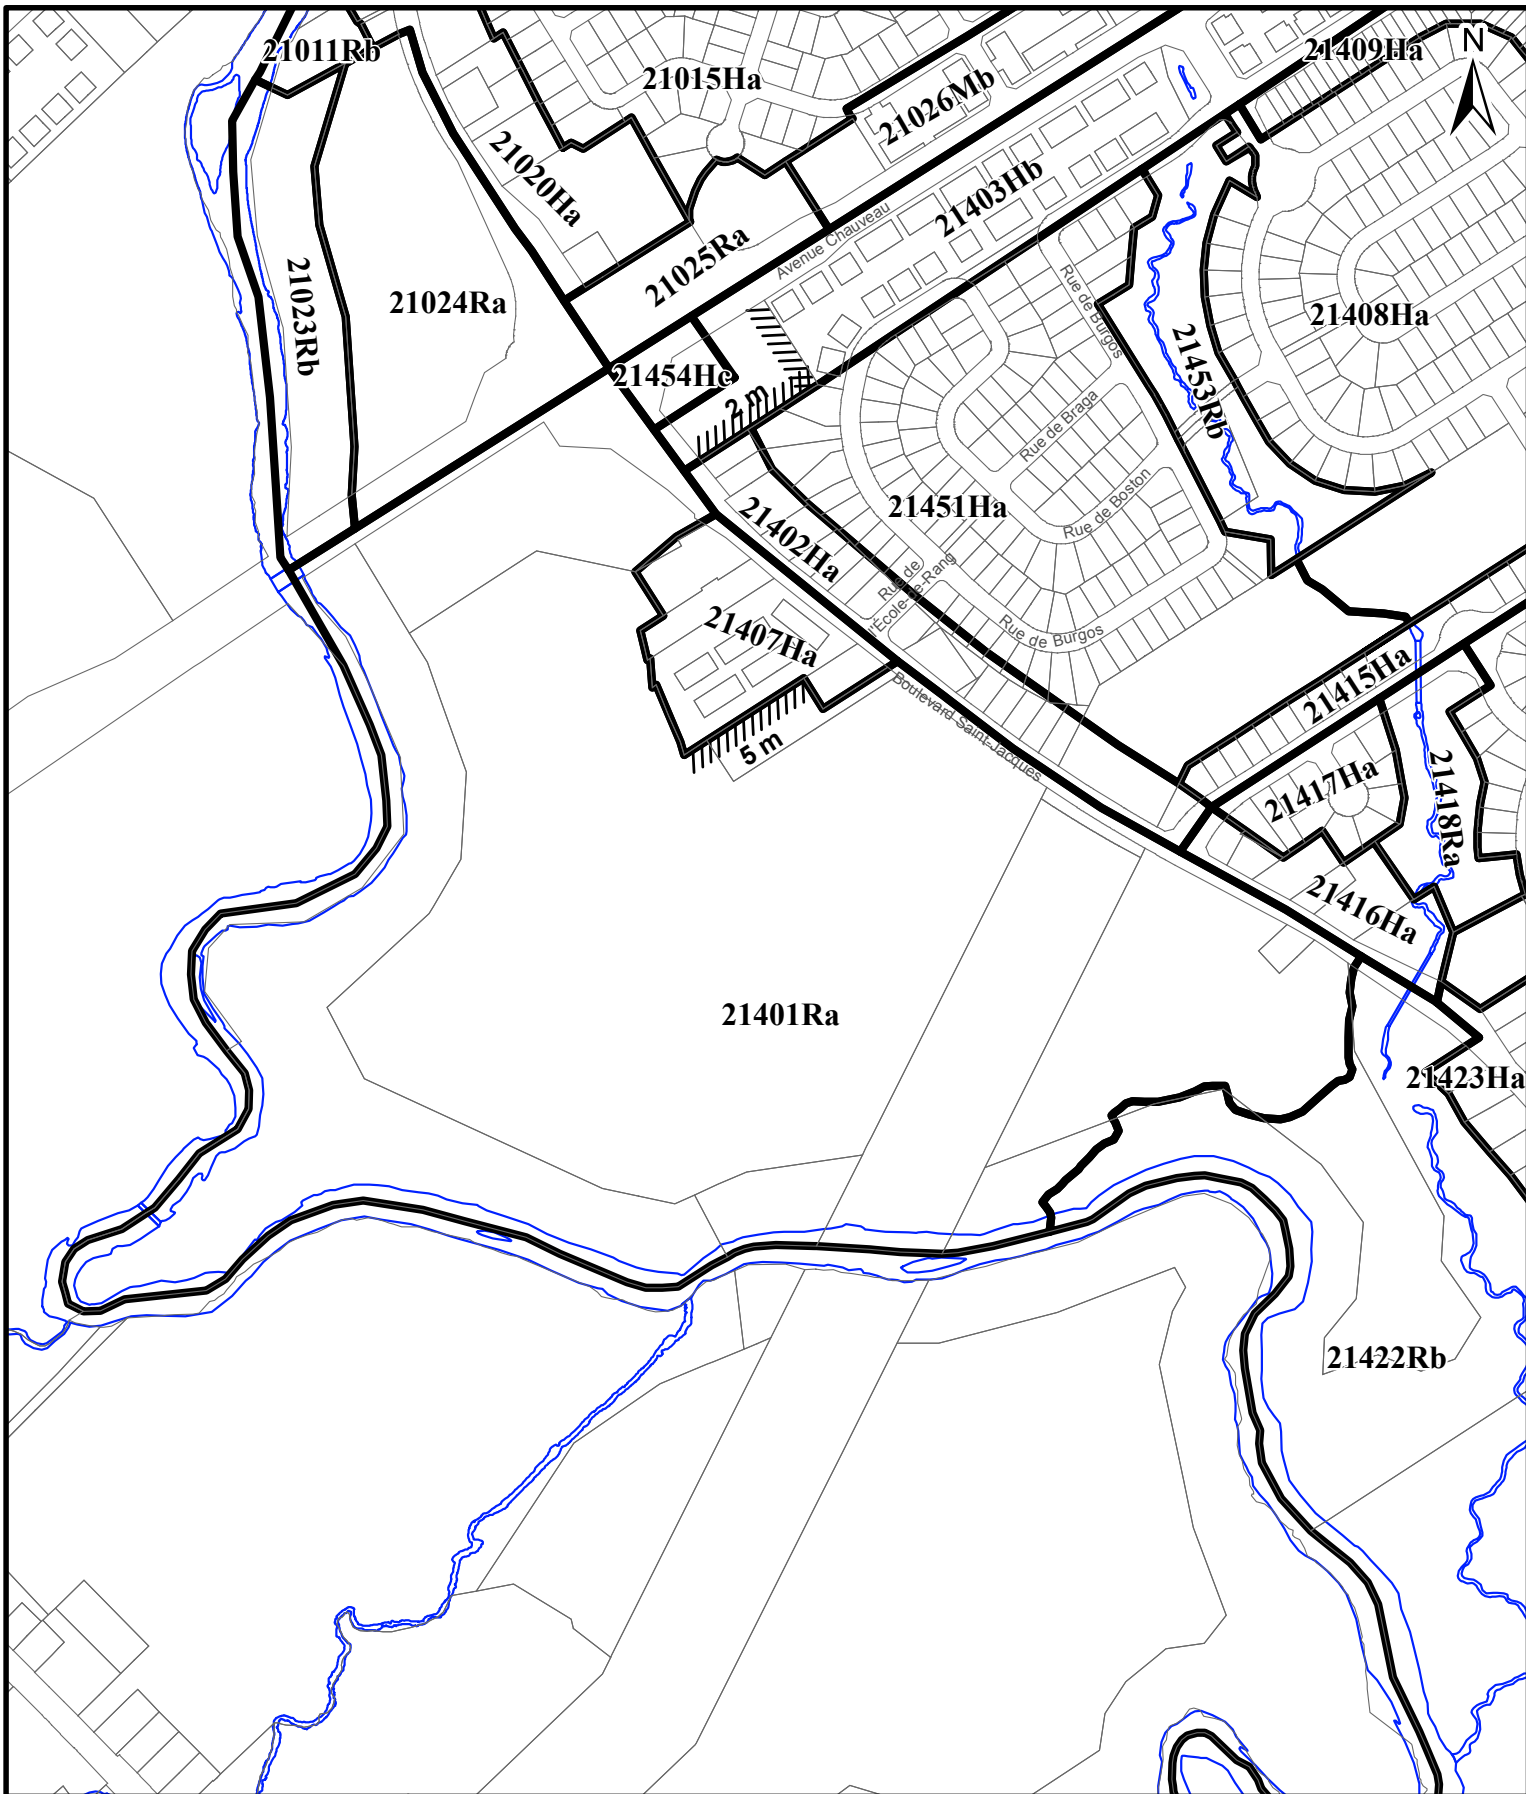 21011Rb
21409Ha
N
21015Ha
21026Mb
21020Ha
21403Hb
21025Ra
Avenue Chauveau
21023Rb
21024Ra
Rue de Burgos
21408Ha
21454Hc
2 m
21453Rb
Rue de Braga
21451Ha
Rue de Boston
21402Ha
Rue de
l'École-de-Rang
21407Ha
Rue de Burgos
21415Ha
Boulevard Saint-Jacques
5 m
21417Ha
21418Ra
21416Ha
21401Ra
21423Ha
21422Rb